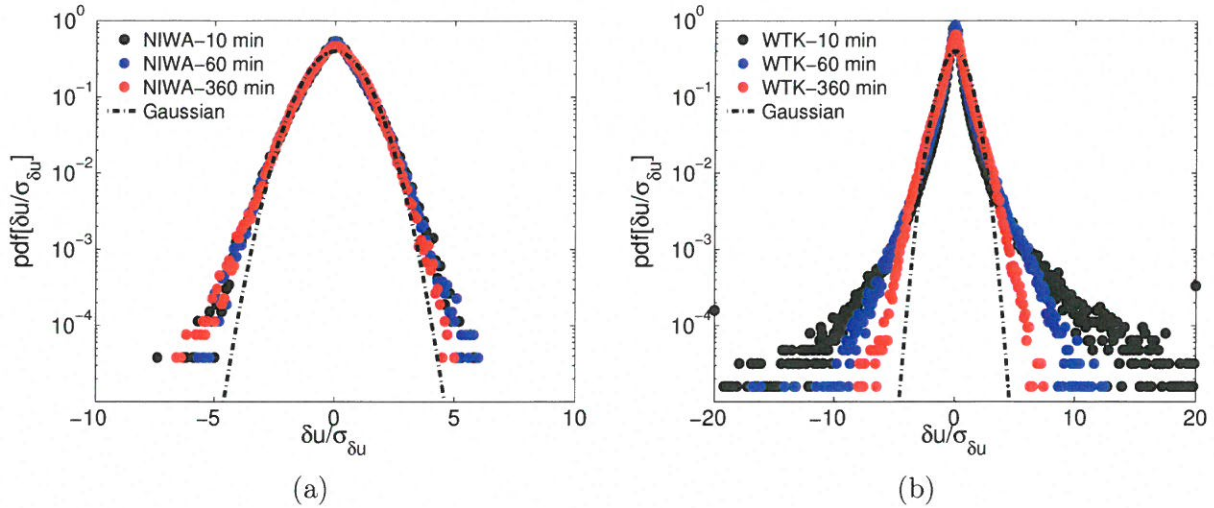 NIWA−10 min
NIWA−60 min
NIWA−360 min
Gaussian
10^0
10^-1
10^-2
10^-3
10^-4
pdf[δu/σ_δu]
−10
−5
0
5
10
δu/σ_δu
(a)
WTK−10 min
WTK−60 min
WTK−360 min
Gaussian
10^0
10^-1
10^-2
10^-3
10^-4
pdf[δu/σ_δu]
−20
−10
0
10
20
δu/σ_δu
(b)